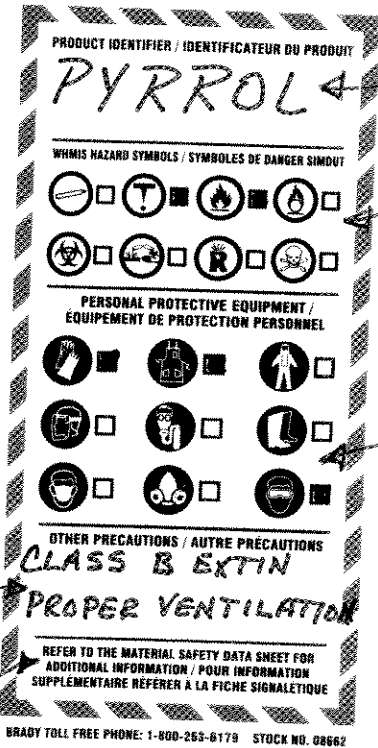 PRODUCT IDENTIFIER / IDENTIFICATEUR DU PRODUIT
PYRROL
WHMIS HAZARD SYMBOLS / SYMBOLES DE DANGER SIMDUT
R
PERSONAL PROTECTIVE EQUIPMENT /
ÉQUIPEMENT DE PROTECTION PERSONNEL
OTHER PRECAUTIONS / AUTRE PRÉCAUTIONS
CLASS B EXTIN
PROPER VENTILATION
REFER TO THE MATERIAL SAFETY DATA SHEET FOR
ADDITIONAL INFORMATION / POUR INFORMATION
SUPPLÉMENTAIRE RÉFÉRER À LA FICHE SIGNALÉTIQUE
BRADY TOLL FREE PHONE: 1-800-263-6179 STOCK NO. 08662